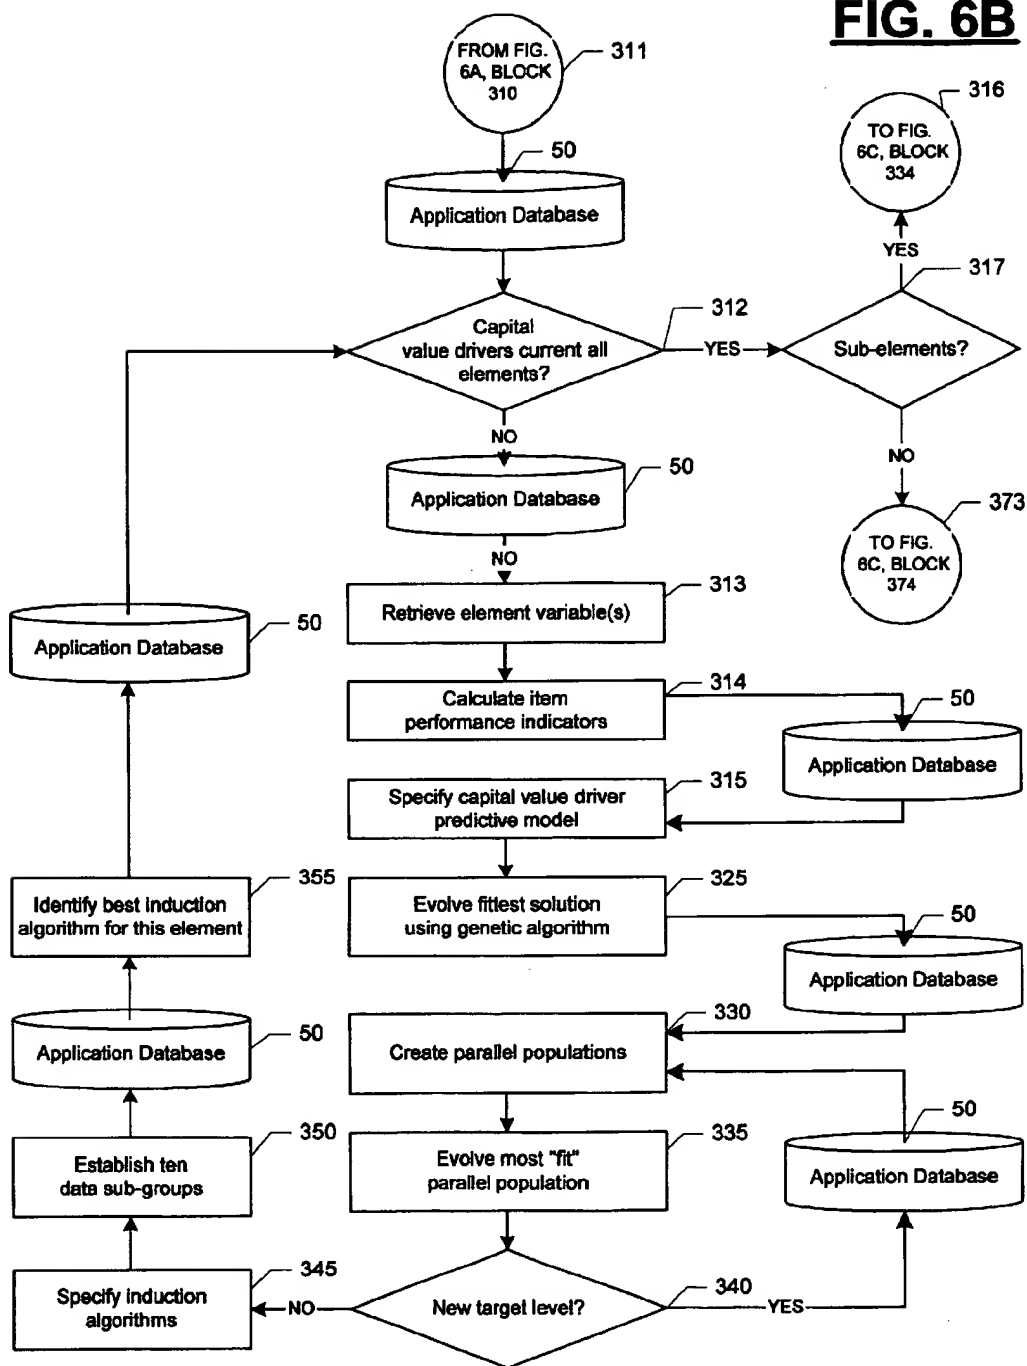 FIG. 6B
FROM FIG.
6A, BLOCK
310
311
50
Application Database
316
TO FIG.
6C, BLOCK
334
YES
317
Sub-elements?
312
Capital
value drivers current all
elements?
YES
NO
NO
50
Application Database
NO
373
TO FIG.
6C, BLOCK
374
313
Retrieve element variable(s)
50
Application Database
314
Calculate item
performance indicators
50
Application Database
315
Specify capital value driver
predictive model
355
Identify best induction
algorithm for this element
325
Evolve fittest solution
using genetic algorithm
50
Application Database
50
Application Database
330
Create parallel populations
350
Establish ten
data sub-groups
335
Evolve most "fit"
parallel population
50
Application Database
345
Specify induction
algorithms
NO
New target level?
340
YES